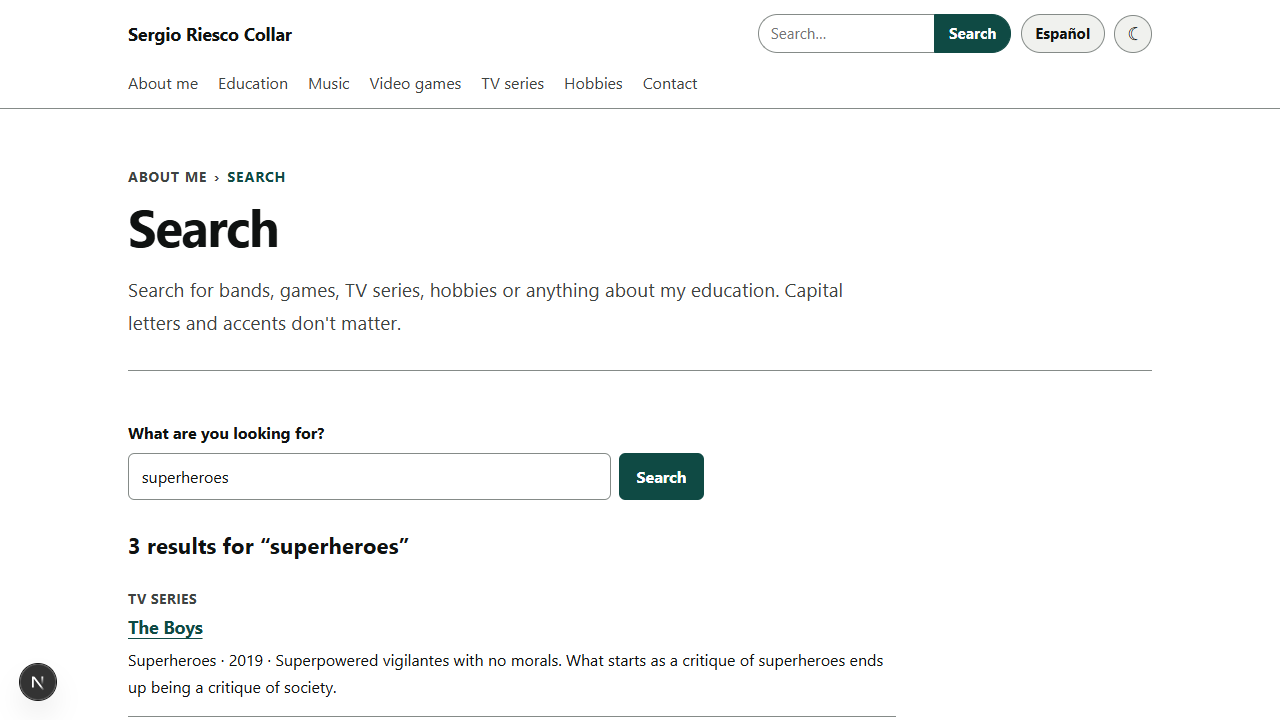 Sergio Riesco Collar
Search...
Search
Español
About me
Education
Music
Video games
TV series
Hobbies
Contact
ABOUT ME › SEARCH
Search
Search for bands, games, TV series, hobbies or anything about my education. Capital
letters and accents don't matter.
What are you looking for?
superheroes
Search
3 results for “superheroes”
TV SERIES
The Boys
Superheroes · 2019 · Superpowered vigilantes with no morals. What starts as a critique of superheroes ends
up being a critique of society.
N